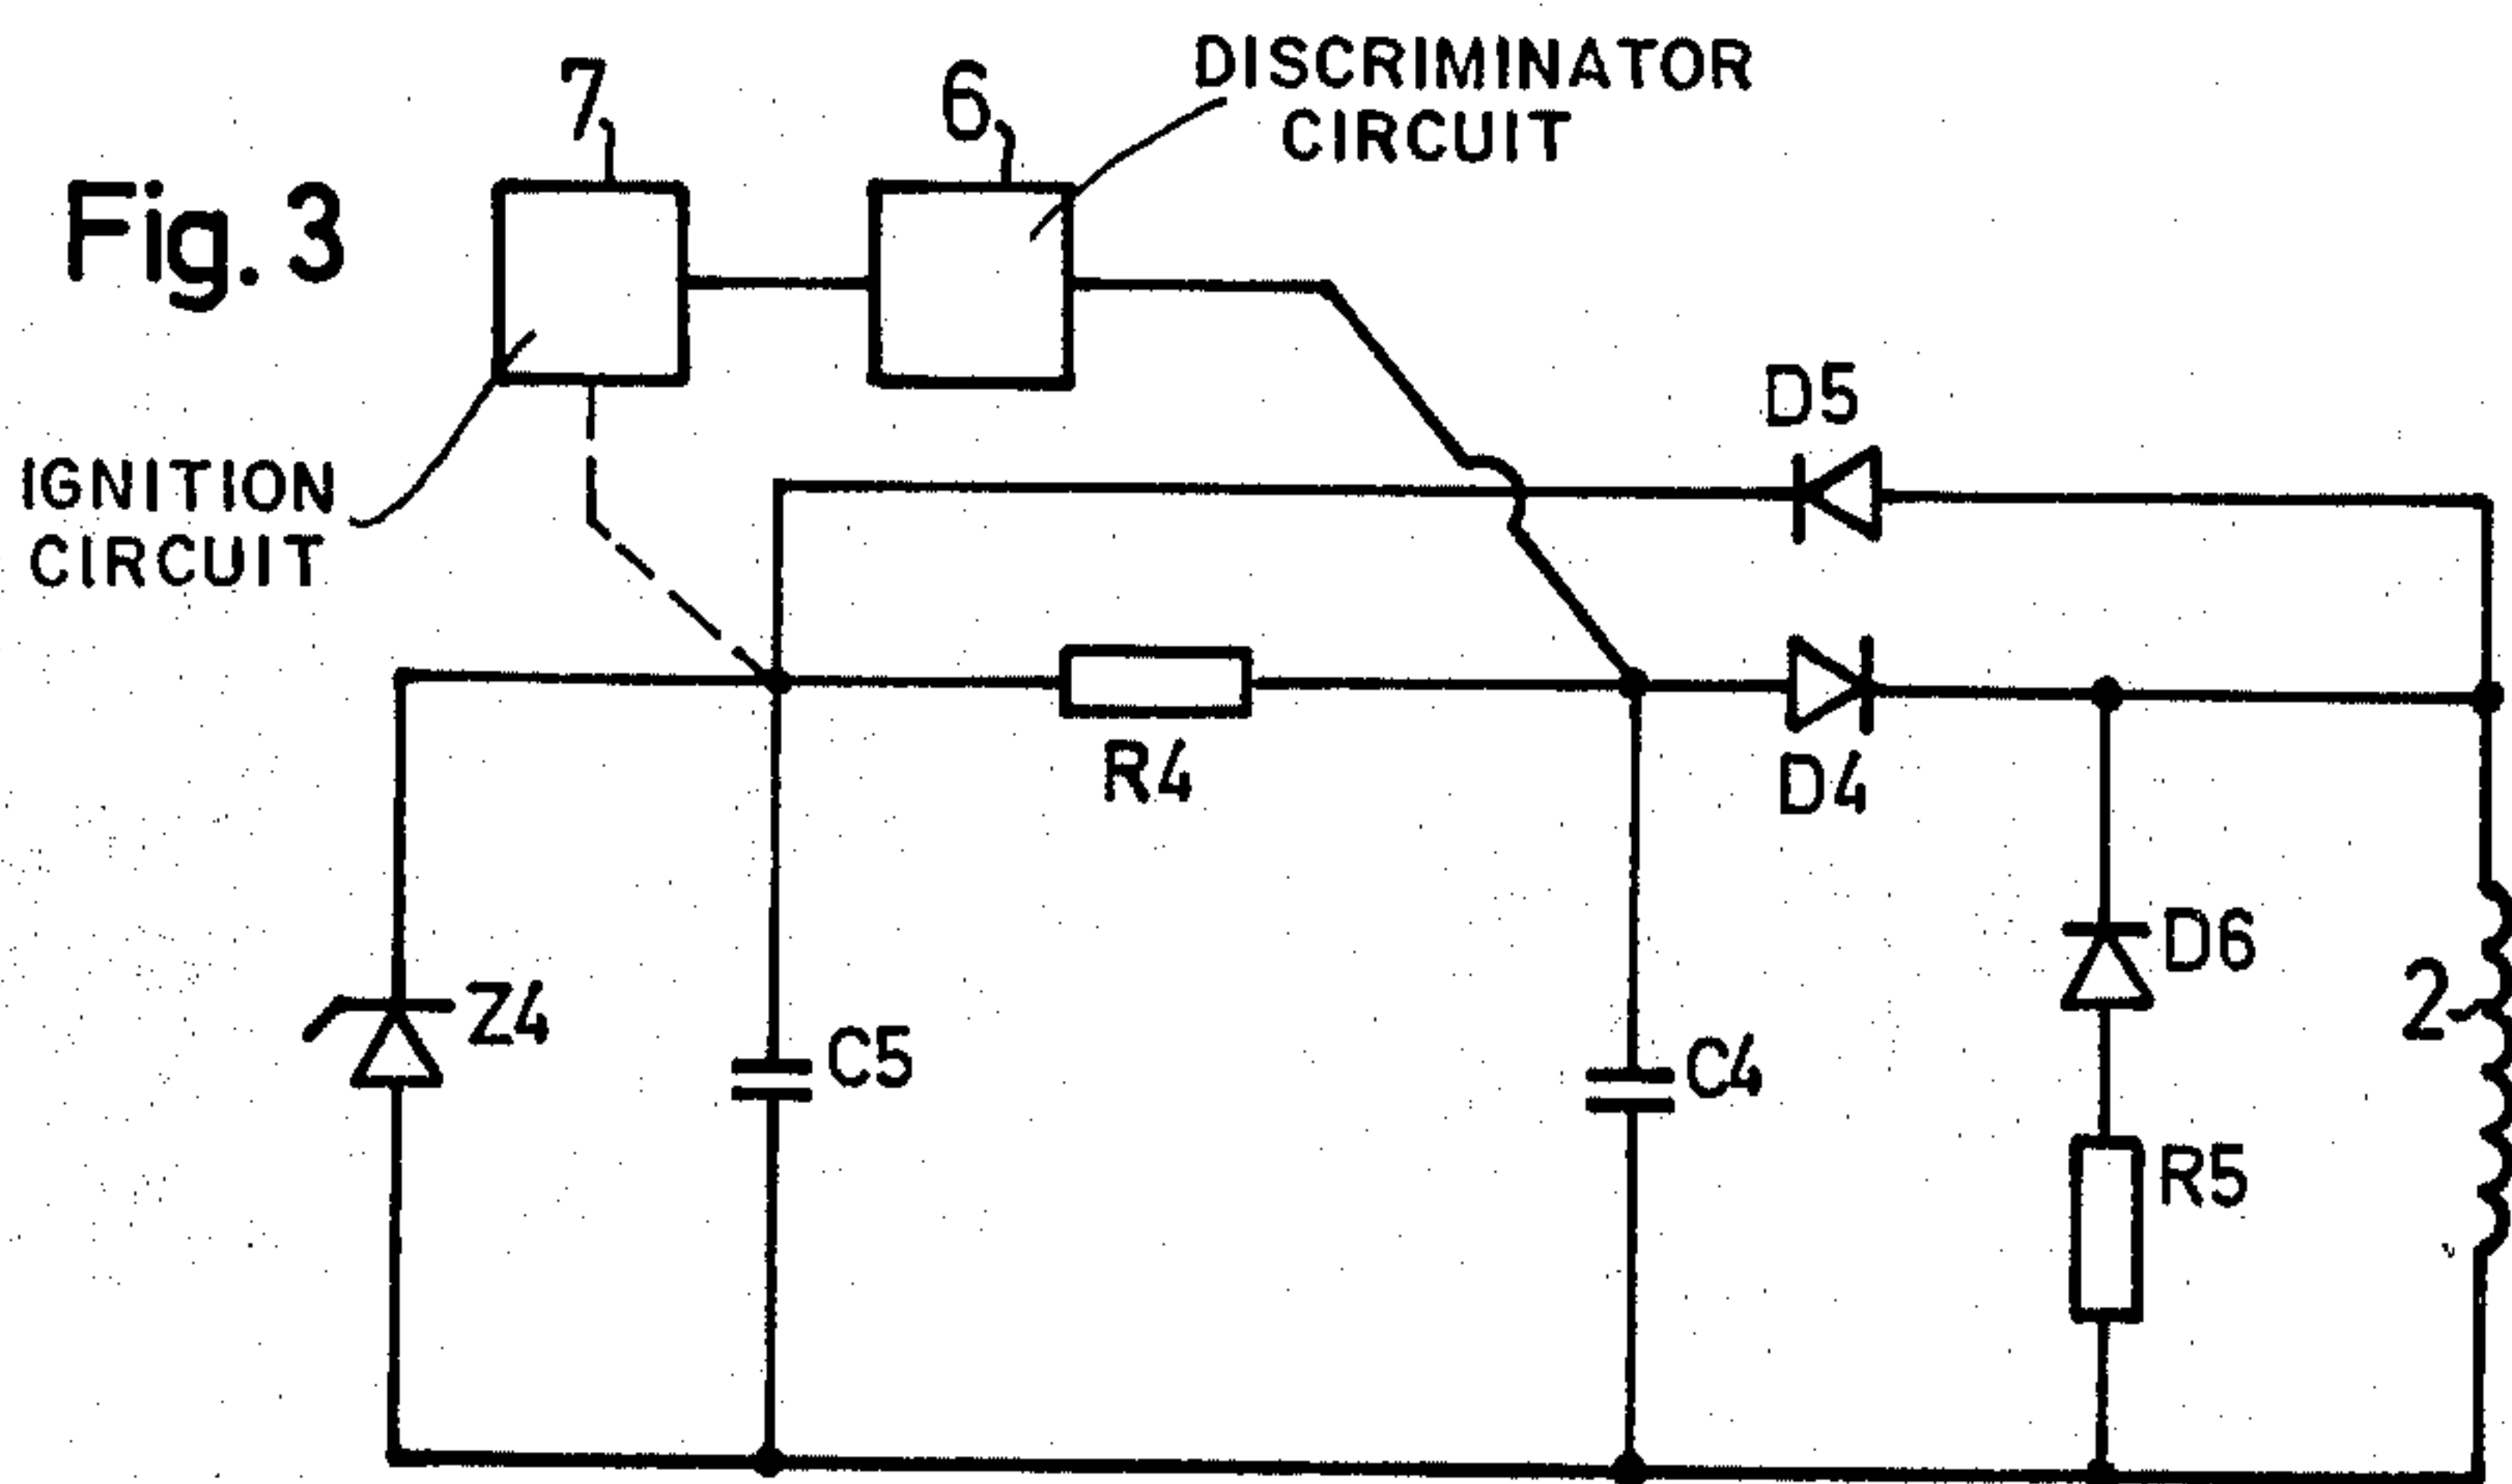 DISCRIMINATOR
CIRCUIT
7
6
Fig. 3
D5
IGNITION
CIRCUIT
R4
D4
D6
2
Z4
C5
C4
R5